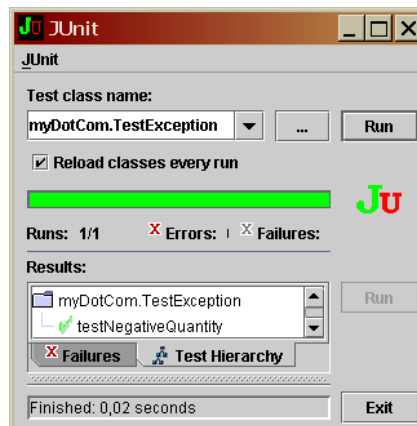 JU JUnit
JUnit
Test class name:
myDotCom.TestException ... Run
Reload classes every run
JU
Runs: 1/1 X Errors: X Failures:
Results:
myDotCom.TestException Run
testNegativeQuantity
X Failures Test Hierarchy
Finished: 0,02 seconds Exit